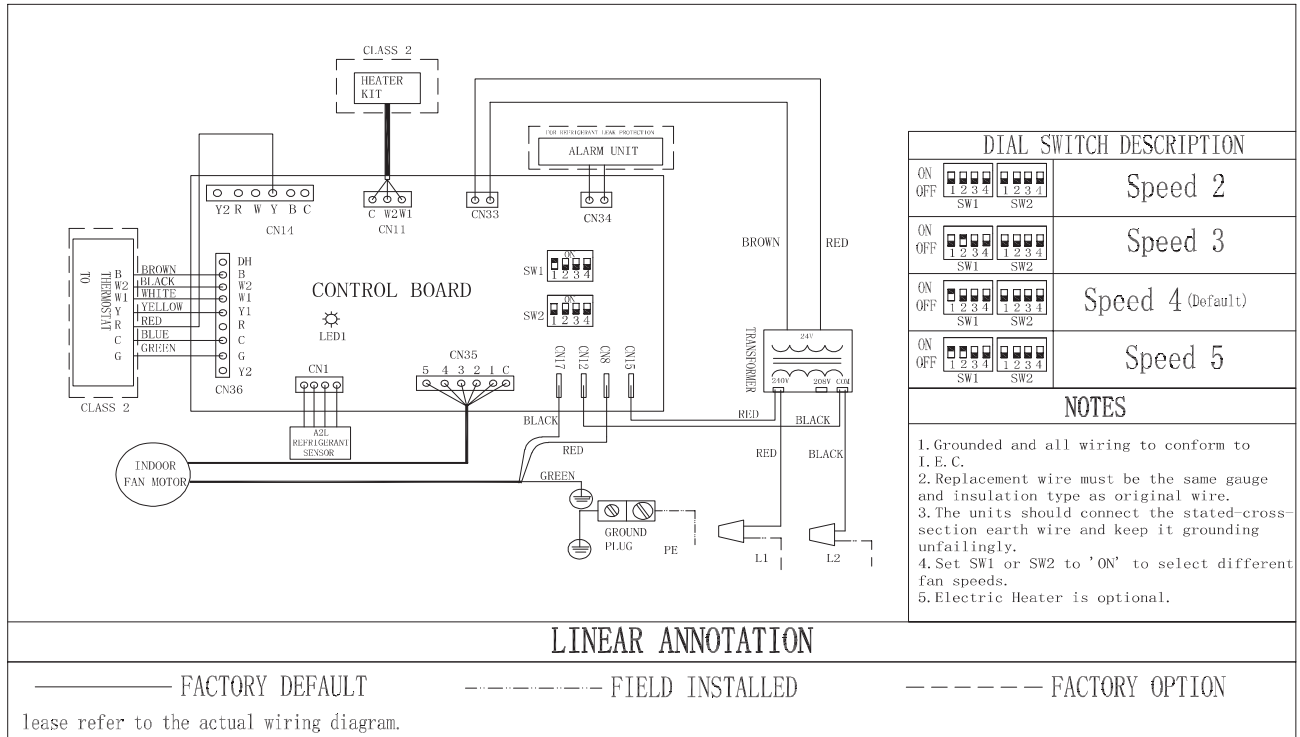 CLASS 2
HEATER
KIT
FOR REFRIGERANT LEAK PROTECTION
ALARM UNIT
Y2 R W Y B C
CN14
C W2 W1
CN11
CN33
CN34
CLASS 2
TO
THERMOSTAT
B BROWN
W2 BLACK
W1 WHITE
Y YELLOW
R RED
C BLUE
G GREEN
DH
B
W2
W1
Y1
R
C
G
Y2
CN36
CONTROL BOARD
LED1
SW1
ON
1 2 3 4
SW2
ON
1 2 3 4
CN1
A2L
REFRIGERANT
SENSOR
CN35
5 4 3 2 1 C
CN17
CN12
CN8
CN15
BROWN
RED
TRANSFORMER
24V
240V 208V COM
RED
BLACK
BLACK
RED
GREEN
RED
BLACK
INDOOR
FAN MOTOR
GROUND
PLUG
PE
L1
L2
DIAL SWITCH DESCRIPTION
ON
OFF
1 2 3 4 1 2 3 4
SW1 SW2
Speed 2
ON
OFF
1 2 3 4 1 2 3 4
SW1 SW2
Speed 3
ON
OFF
1 2 3 4 1 2 3 4
SW1 SW2
Speed 4 (Default)
ON
OFF
1 2 3 4 1 2 3 4
SW1 SW2
Speed 5
NOTES
1.Grounded and all wiring to conform to
I.E.C.
2.Replacement wire must be the same gauge
and insulation type as original wire.
3.The units should connect the stated-cross-
section earth wire and keep it grounding
unfailingly.
4.Set SW1 or SW2 to 'ON' to select different
fan speeds.
5.Electric Heater is optional.
LINEAR ANNOTATION
FACTORY DEFAULT
FIELD INSTALLED
FACTORY OPTION
lease refer to the actual wiring diagram.